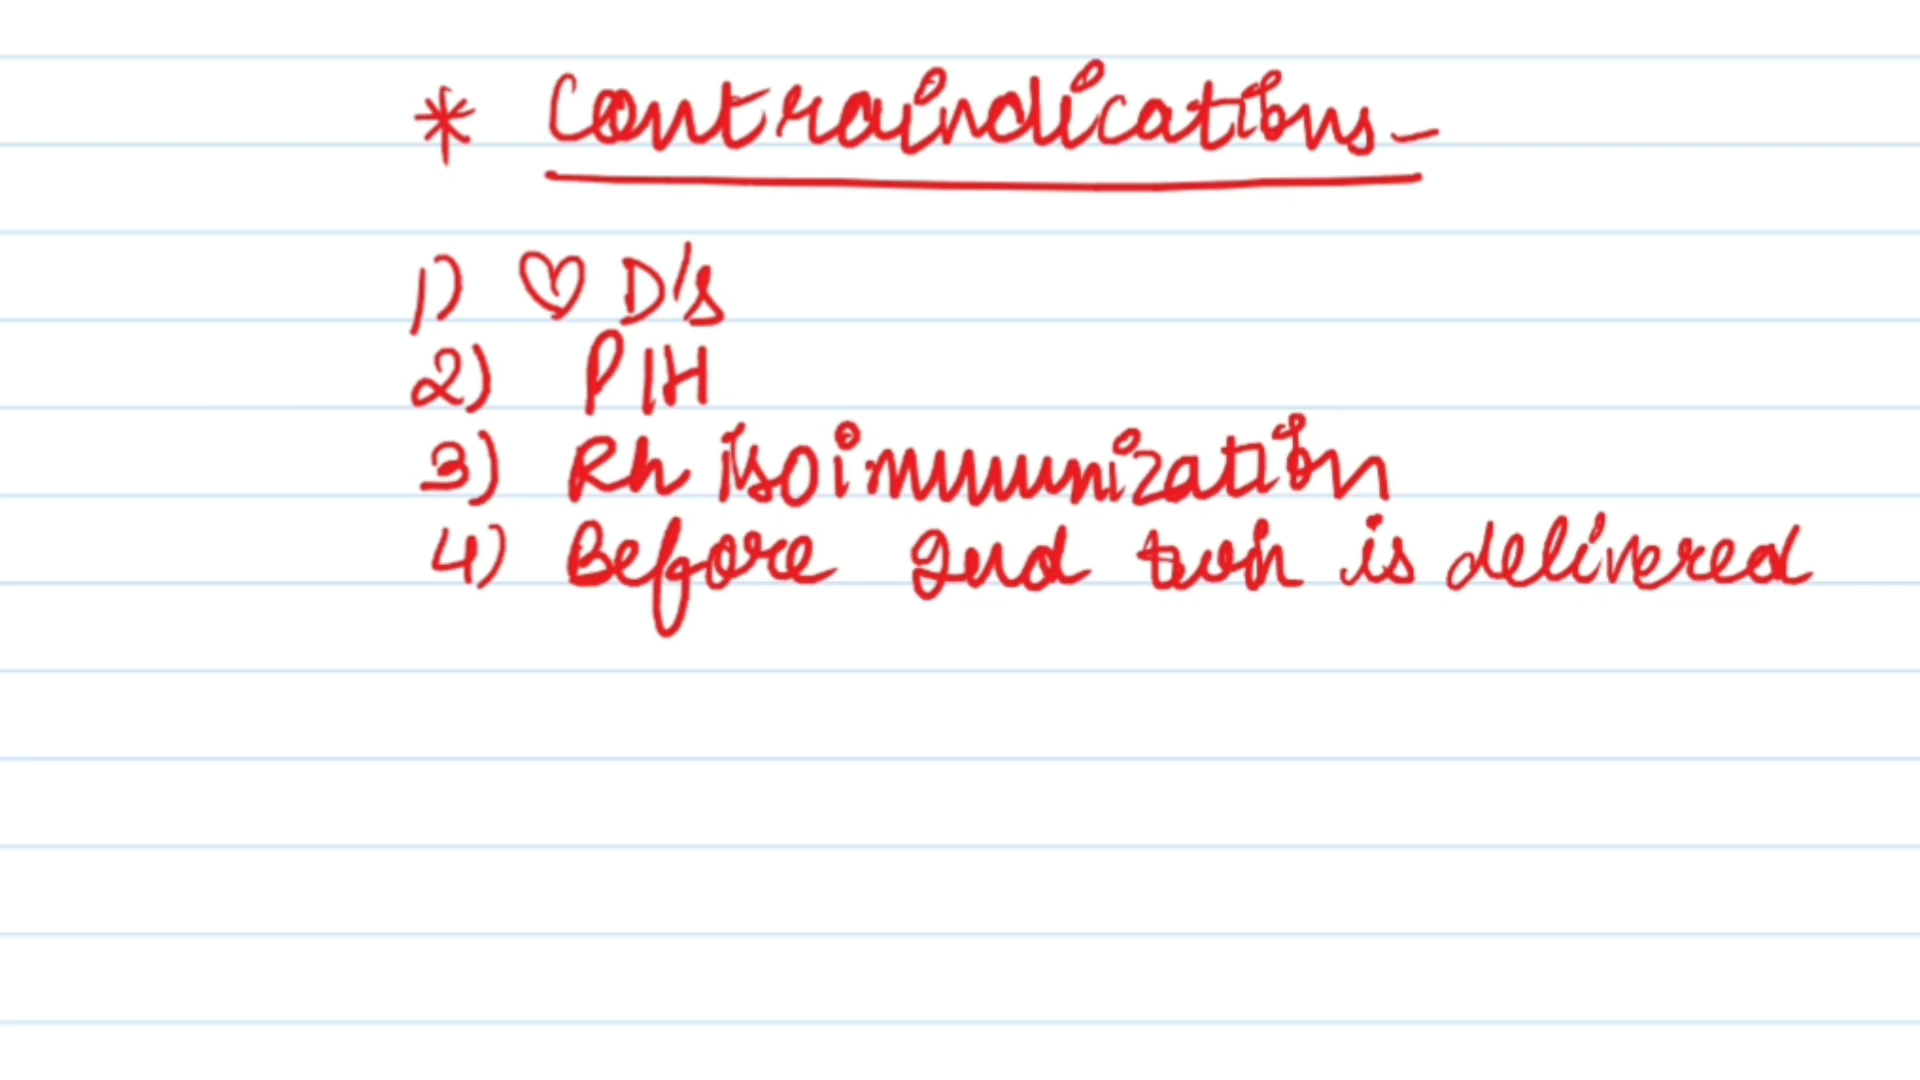 * Contraindications -
1) ♡ D's
2) PIH
3) Rh isoimmunization
4) Before 2nd twin is delivered